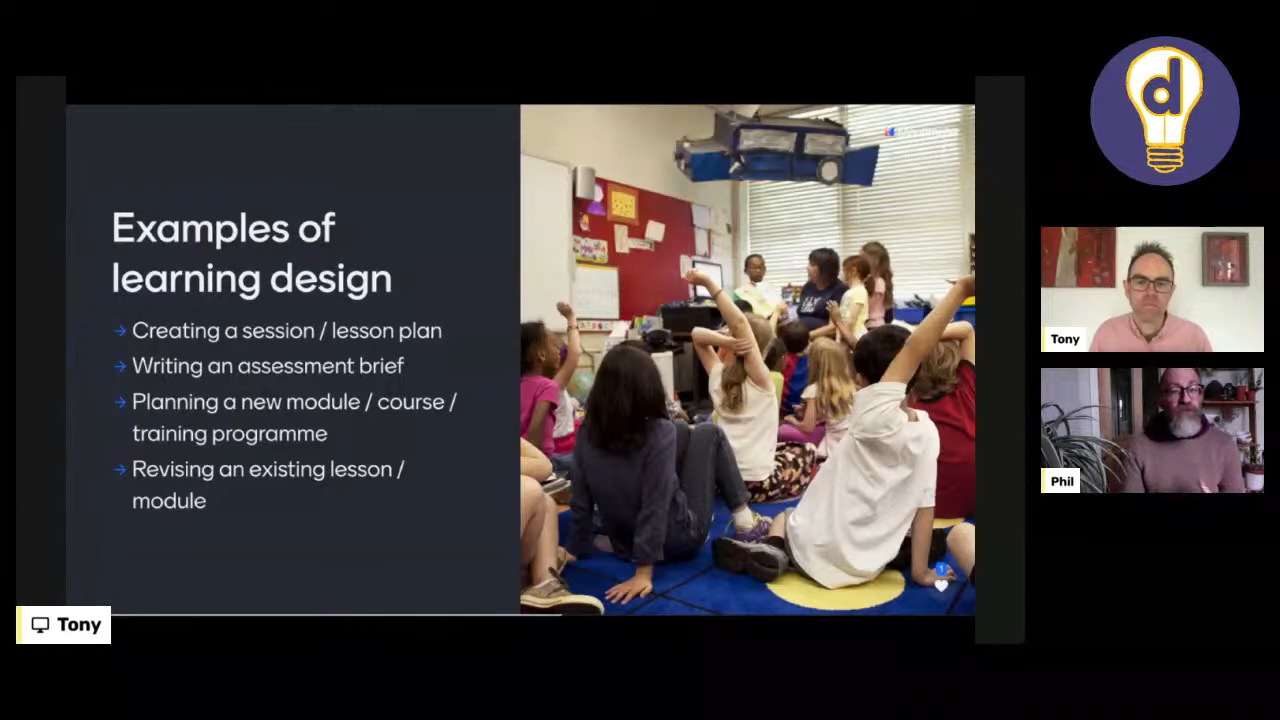 Examples of
learning design
→ Creating a session / lesson plan
→ Writing an assessment brief
→ Planning a new module / course /
training programme
→ Revising an existing lesson /
module
1
d
Tony
Phil
Tony